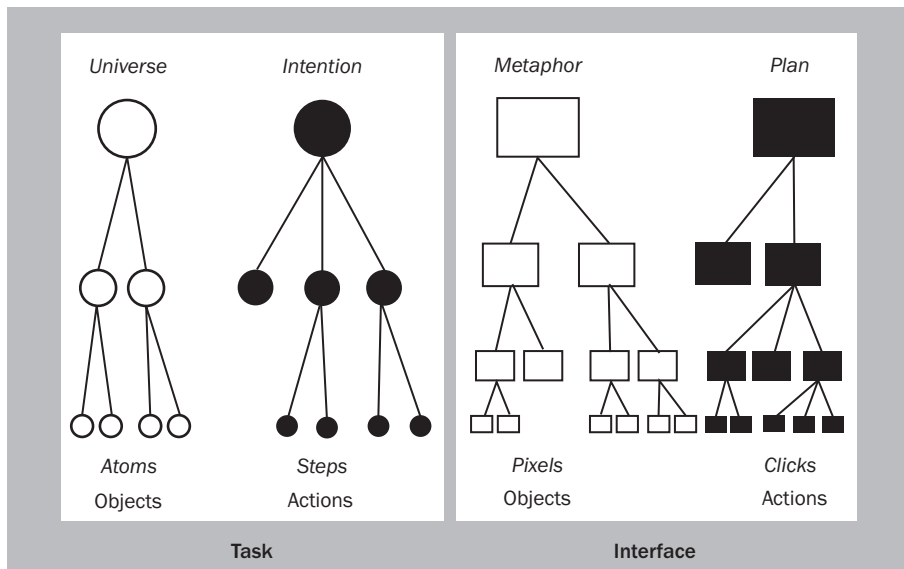 Universe
Intention
Metaphor
Plan
Atoms
Steps
Pixels
Clicks
Objects
Actions
Objects
Actions
Task
Interface